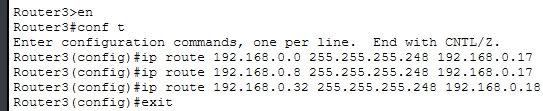 Router3>en
Router3#conf t
Enter configuration commands, one per line.  End with CNTL/Z.
Router3(config)#ip route 192.168.0.0 255.255.255.248 192.168.0.17
Router3(config)#ip route 192.168.0.8 255.255.255.248 192.168.0.17
Router3(config)#ip route 192.168.0.32 255.255.255.248 192.168.0.18
Router3(config)#exit